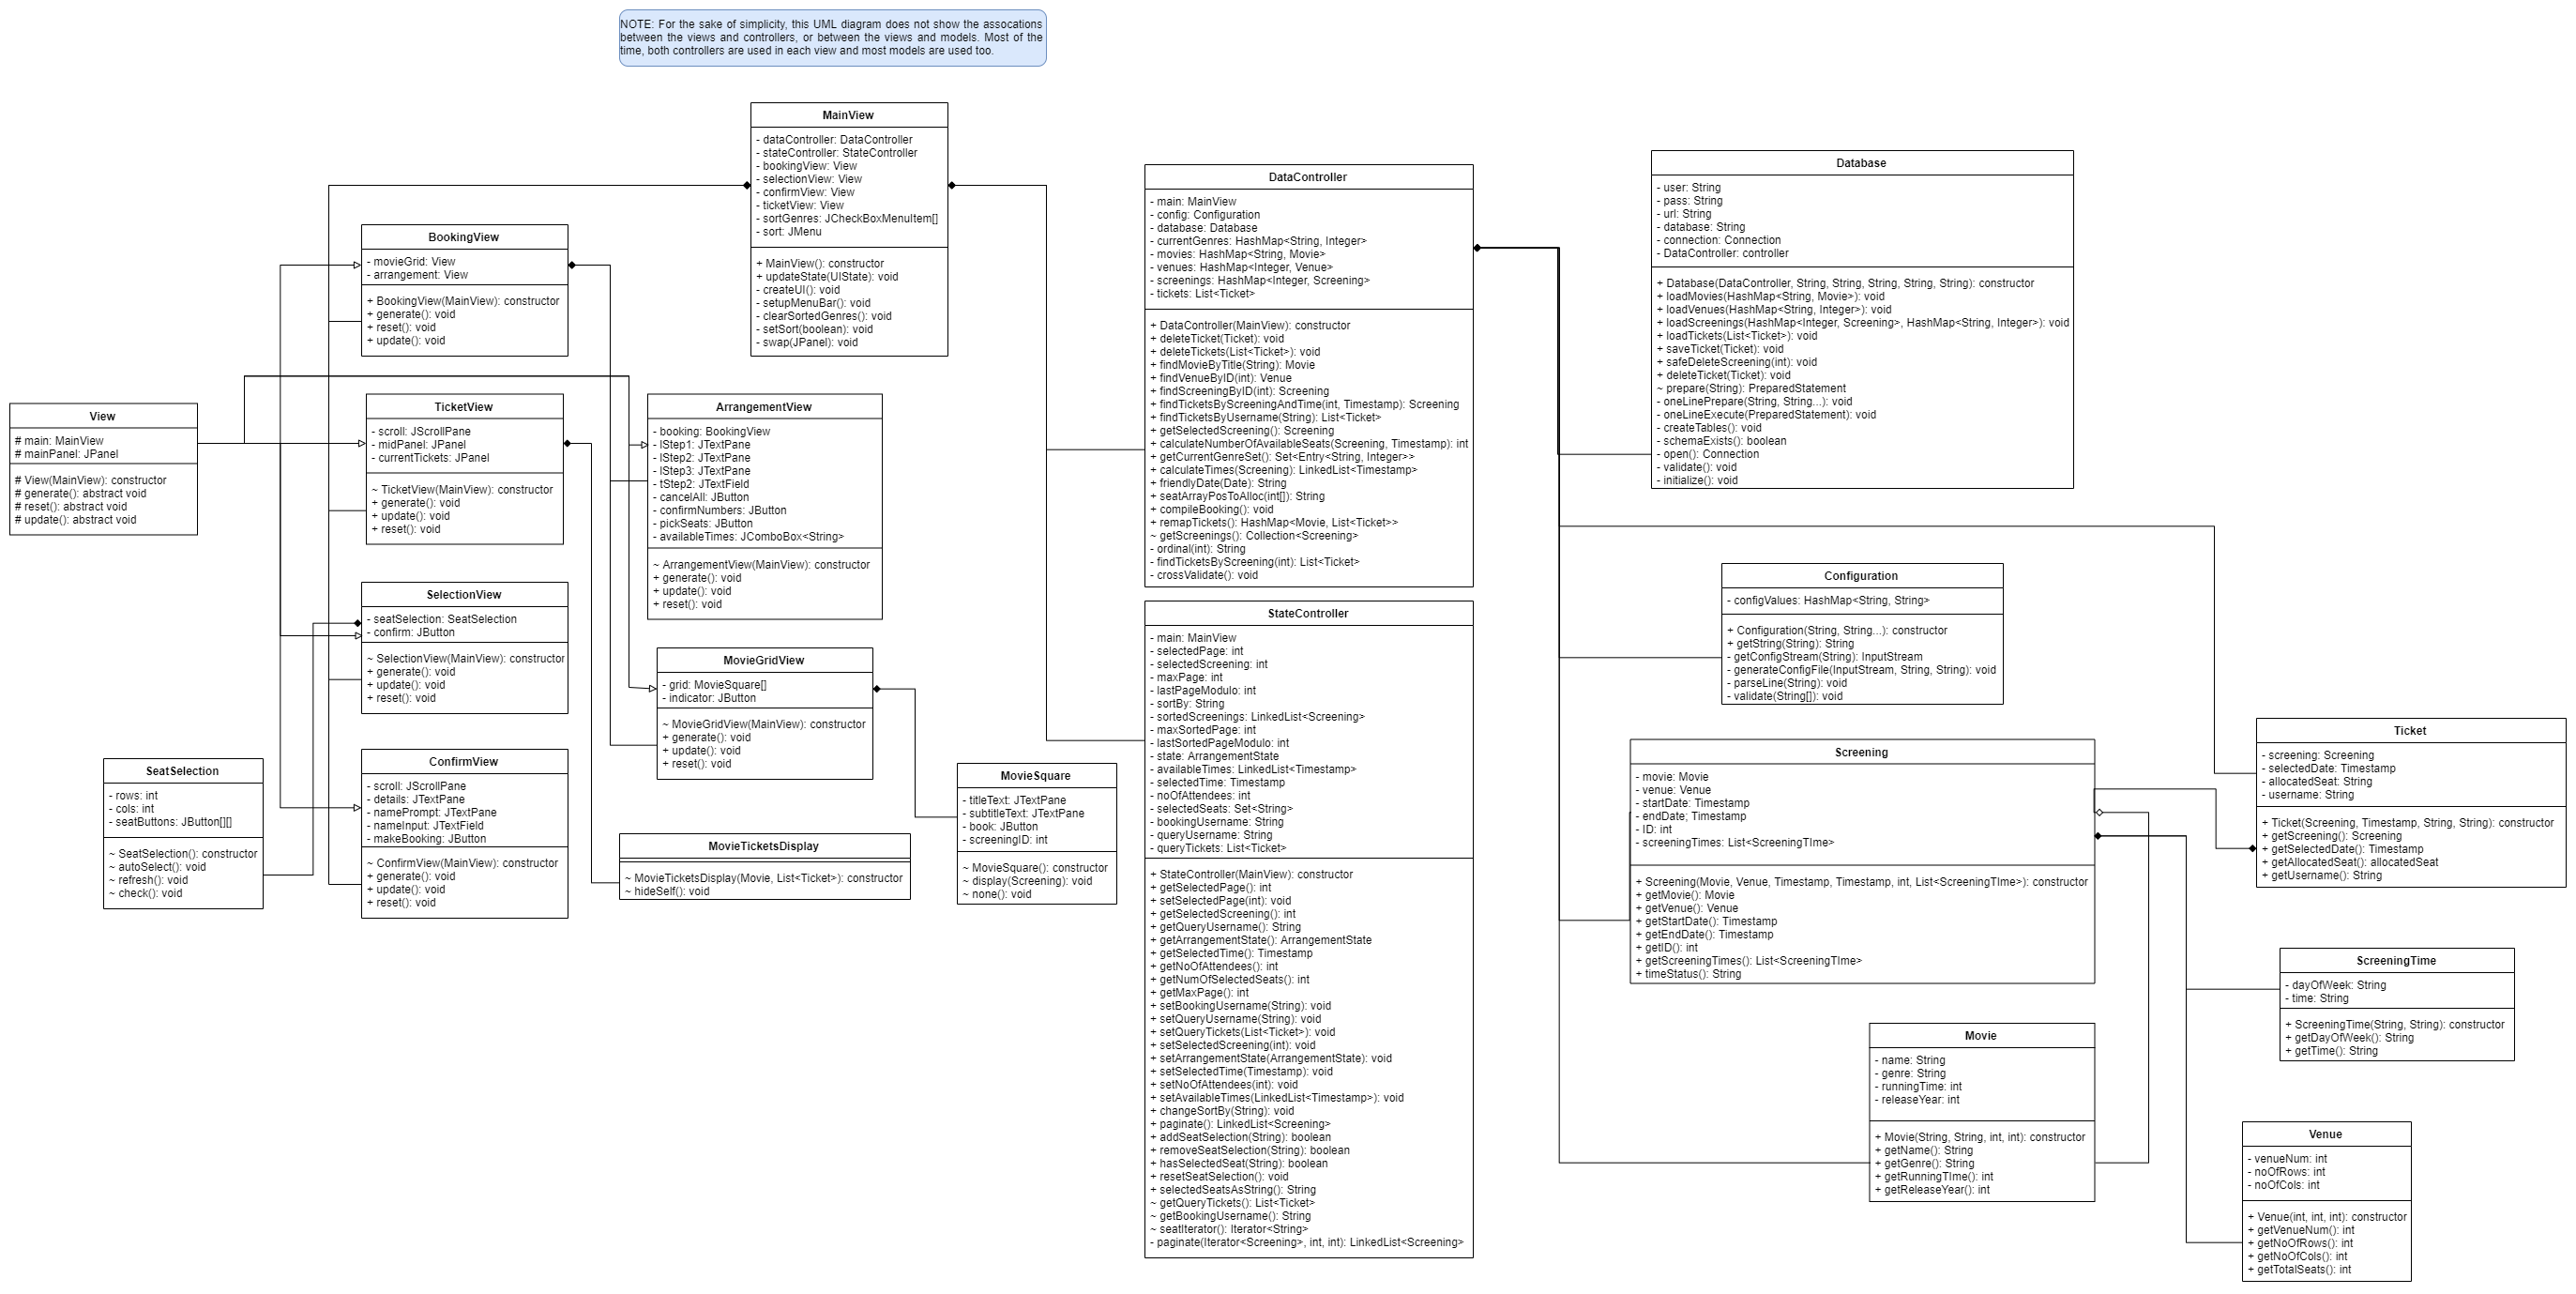 NOTE: For the sake of simplicity, this UML diagram does not show the assocations
between the views and controllers, or between the views and models. Most of the
time, both controllers are used in each view and most models are used too.
MainView
- dataController: DataController
- stateController: StateController
- bookingView: View
- selectionView: View
- confirmView: View
- ticketView: View
- sortGenres: JCheckBoxMenuItem[]
- sort: JMenu
+ MainView(): constructor
+ updateState(UIState): void
- createUI(): void
- setupMenuBar(): void
- clearSortedGenres(): void
- setSort(boolean): void
- swap(JPanel): void
BookingView
- movieGrid: View
- arrangement: View
+ BookingView(MainView): constructor
+ generate(): void
+ reset(): void
+ update(): void
View
# main: MainView
# mainPanel: JPanel
# View(MainView): constructor
# generate(): abstract void
# reset(): abstract void
# update(): abstract void
TicketView
- scroll: JScrollPane
- midPanel: JPanel
- currentTickets: JPanel
~ TicketView(MainView): constructor
+ generate(): void
+ update(): void
+ reset(): void
ArrangementView
- booking: BookingView
- lStep1: JTextPane
- lStep2: JTextPane
- lStep3: JTextPane
- tStep2: JTextField
- cancelAll: JButton
- confirmNumbers: JButton
- pickSeats: JButton
- availableTimes: JComboBox<String>
~ ArrangementView(MainView): constructor
+ generate(): void
+ update(): void
+ reset(): void
SelectionView
- seatSelection: SeatSelection
- confirm: JButton
~ SelectionView(MainView): constructor
+ generate(): void
+ update(): void
+ reset(): void
MovieGridView
- grid: MovieSquare[]
- indicator: JButton
~ MovieGridView(MainView): constructor
+ generate(): void
+ update(): void
+ reset(): void
SeatSelection
- rows: int
- cols: int
- seatButtons: JButton[][]
~ SeatSelection(): constructor
~ autoSelect(): void
~ refresh(): void
~ check(): void
ConfirmView
- scroll: JScrollPane
- details: JTextPane
- namePrompt: JTextPane
- nameInput: JTextField
- makeBooking: JButton
~ ConfirmView(MainView): constructor
+ generate(): void
+ update(): void
+ reset(): void
MovieTicketsDisplay
~ MovieTicketsDisplay(Movie, List<Ticket>): constructor
~ hideSelf(): void
MovieSquare
- titleText: JTextPane
- subtitleText: JTextPane
- book: JButton
- screeningID: int
~ MovieSquare(): constructor
~ display(Screening): void
~ none(): void
DataController
- main: MainView
- config: Configuration
- database: Database
- currentGenres: HashMap<String, Integer>
- movies: HashMap<String, Movie>
- venues: HashMap<Integer, Venue>
- screenings: HashMap<Integer, Screening>
- tickets: List<Ticket>
+ DataController(MainView): constructor
+ deleteTicket(Ticket): void
+ deleteTickets(List<Ticket>): void
+ findMovieByTitle(String): Movie
+ findVenueByID(int): Venue
+ findScreeningByID(int): Screening
+ findTicketsByScreeningAndTime(int, Timestamp): Screening
+ findTicketsByUsername(String): List<Ticket>
+ getSelectedScreening(): Screening
+ calculateNumberOfAvailableSeats(Screening, Timestamp): int
+ getCurrentGenreSet(): Set<Entry<String, Integer>>
+ calculateTimes(Screening): LinkedList<Timestamp>
+ friendlyDate(Date): String
+ seatArrayPosToAlloc(int[]): String
+ compileBooking(): void
+ remapTickets(): HashMap<Movie, List<Ticket>>
~ getScreenings(): Collection<Screening>
- ordinal(int): String
- findTicketsByScreening(int): List<Ticket>
- crossValidate(): void
StateController
- main: MainView
- selectedPage: int
- selectedScreening: int
- maxPage: int
- lastPageModulo: int
- sortBy: String
- sortedScreenings: LinkedList<Screening>
- maxSortedPage: int
- lastSortedPageModulo: int
- state: ArrangementState
- availableTimes: LinkedList<Timestamp>
- selectedTime: Timestamp
- noOfAttendees: int
- selectedSeats: Set<String>
- bookingUsername: String
- queryUsername: String
- queryTickets: List<Ticket>
+ StateController(MainView): constructor
+ getSelectedPage(): int
+ setSelectedPage(int): void
+ getSelectedScreening(): int
+ getQueryUsername(): String
+ getArrangementState(): ArrangementState
+ getSelectedTime(): Timestamp
+ getNoOfAttendees(): int
+ getNumOfSelectedSeats(): int
+ getMaxPage(): int
+ setBookingUsername(String): void
+ setQueryUsername(String): void
+ setQueryTickets(List<Ticket>): void
+ setSelectedScreening(int): void
+ setArrangementState(ArrangementState): void
+ setSelectedTime(Timestamp): void
+ setNoOfAttendees(int): void
+ setAvailableTimes(LinkedList<Timestamp>): void
+ changeSortBy(String): void
+ paginate(): LinkedList<Screening>
+ addSeatSelection(String): boolean
+ removeSeatSelection(String): boolean
+ hasSelectedSeat(String): boolean
+ resetSeatSelection(): void
+ selectedSeatsAsString(): String
~ getQueryTickets(): List<Ticket>
~ getBookingUsername(): String
~ seatIterator(): Iterator<String>
- paginate(Iterator<Screening>, int, int): LinkedList<Screening>
Database
- user: String
- pass: String
- url: String
- database: String
- connection: Connection
- DataController: controller
+ Database(DataController, String, String, String, String, String): constructor
+ loadMovies(HashMap<String, Movie>): void
+ loadVenues(HashMap<String, Integer>): void
+ loadScreenings(HashMap<Integer, Screening>, HashMap<String, Integer>): void
+ loadTickets(List<Ticket>): void
+ saveTicket(Ticket): void
+ safeDeleteScreening(int): void
+ deleteTicket(Ticket): void
~ prepare(String): PreparedStatement
- oneLinePrepare(String, String...): void
- oneLineExecute(PreparedStatement): void
- createTables(): void
- schemaExists(): boolean
- open(): Connection
- validate(): void
- initialize(): void
Configuration
- configValues: HashMap<String, String>
+ Configuration(String, String...): constructor
+ getString(String): String
- getConfigStream(String): InputStream
- generateConfigFile(InputStream, String, String): void
- parseLine(String): void
- validate(String[]): void
Screening
- movie: Movie
- venue: Venue
- startDate: Timestamp
- endDate; Timestamp
- ID: int
- screeningTimes: List<ScreeningTIme>
+ Screening(Movie, Venue, Timestamp, Timestamp, int, List<ScreeningTIme>): constructor
+ getMovie(): Movie
+ getVenue(): Venue
+ getStartDate(): Timestamp
+ getEndDate(): Timestamp
+ getID(): int
+ getScreeningTimes(): List<ScreeningTIme>
+ timeStatus(): String
Ticket
- screening: Screening
- selectedDate: Timestamp
- allocatedSeat: String
- username: String
+ Ticket(Screening, Timestamp, String, String): constructor
+ getScreening(): Screening
+ getSelectedDate(): Timestamp
+ getAllocatedSeat(): allocatedSeat
+ getUsername(): String
ScreeningTime
- dayOfWeek: String
- time: String
+ ScreeningTime(String, String): constructor
+ getDayOfWeek(): String
+ getTime(): String
Movie
- name: String
- genre: String
- runningTime: int
- releaseYear: int
+ Movie(String, String, int, int): constructor
+ getName(): String
+ getGenre(): String
+ getRunningTIme(): int
+ getReleaseYear(): int
Venue
- venueNum: int
- noOfRows: int
- noOfCols: int
+ Venue(int, int, int): constructor
+ getVenueNum(): int
+ getNoOfRows(): int
+ getNoOfCols(): int
+ getTotalSeats(): int